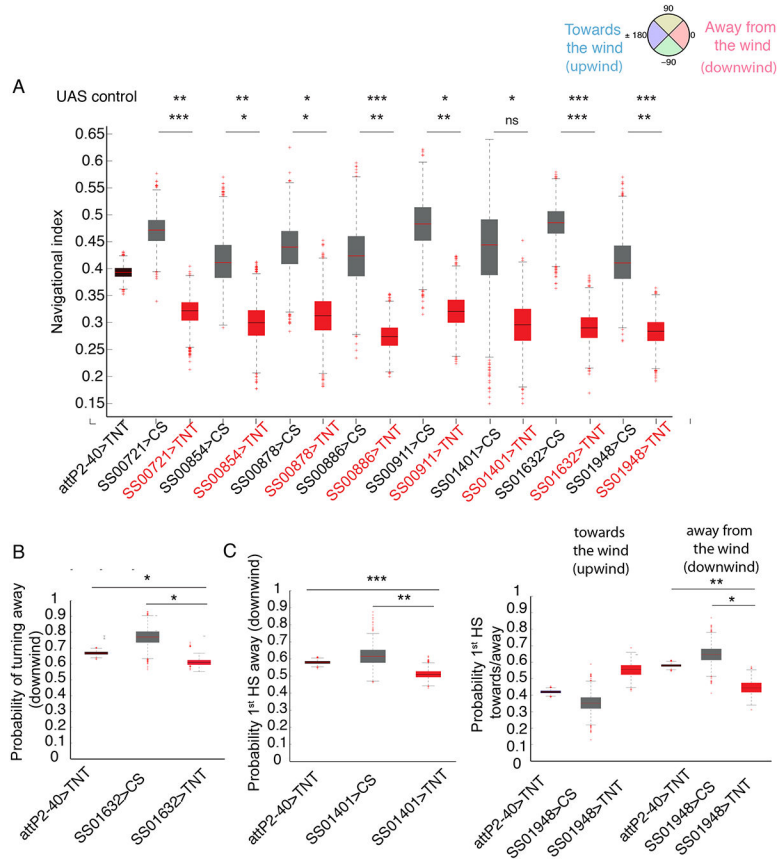 90
Towards
the wind
(upwind)
± 180
0
Away from
the wind
(downwind)
−90
A
UAS control
** ** * *** * * *** ***
*** * * ** ** ns *** **
Navigational index
0.65
0.6
0.55
0.5
0.45
0.4
0.35
0.3
0.25
0.2
0.15
attP2-40>TNT
SS00721>CS
SS00721>TNT
SS00854>CS
SS00854>TNT
SS00878>CS
SS00878>TNT
SS00886>CS
SS00886>TNT
SS00911>CS
SS00911>TNT
SS01401>CS
SS01401>TNT
SS01632>CS
SS01632>TNT
SS01948>CS
SS01948>TNT
B
*
*
Probability of turning away
(downwind)
1
0.9
0.8
0.7
0.6
0.5
0.4
0.3
0.2
0.1
0
attP2-40>TNT
SS01632>CS
SS01632>TNT
C
***
**
Probability 1st HS away (downwind)
1
0.9
0.8
0.7
0.6
0.5
0.4
0.3
0.2
0.1
0
attP2-40>TNT
SS01401>CS
SS01401>TNT
towards
the wind
(upwind)
away from
the wind
(downwind)
**
*
Probability 1st HS
towards/away
1
0.9
0.8
0.7
0.6
0.5
0.4
0.3
0.2
0.1
0
attP2-40>TNT
SS01948>CS
SS01948>TNT
attP2-40>TNT
SS01948>CS
SS01948>TNT